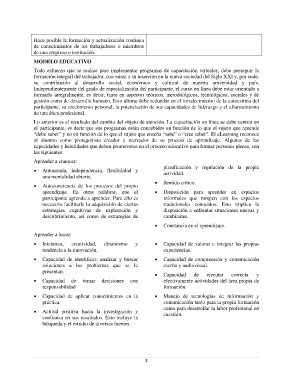 Hace posible la formación y actualización continua
de conocimientos de los trabajadores o miembros
de una empresa o institución.
MODELO EDUCATIVO
Todo esfuerzo que se realice para implementar programas de capacitación virtuales, debe perseguir la
formación integral del trabajador, con miras a su inserción en la nueva sociedad del Siglo XXI y, por ende,
su contribución al desarrollo social, económico y cultural de nuestra universidad y país.
Independientemente del grado de especialización del participante, el curso en línea debe estar orientado a
formarlo integralmente, es decir, tanto en aspectos teóricos, metodológicos, tecnológicos, sociales y de
gestión como de desarrollo humano. Esto último debe redundar en el fortalecimiento de la autoestima del
participante, su crecimiento personal, la potenciación de sus capacidades de liderazgo y el afianzamiento
de una ética profesional.
Lo anterior es el resultado del cambio del objeto de atención. La capacitación en línea se debe centrar en
el participante, es decir que sus programas están concebidos en función de lo que el sujeto que aprende
"debe saber" y no en función de lo que el sujeto que enseña "sabe" o "cree saber". El eLearning reconoce
al alumno como protagonista creador y recreador de su proceso de aprendizaje. Algunas de las
capacidades y habilidades que deben promoverse en el proceso educativo para formar personas plenas, son
las siguientes:
Aprender a conocer:
• Autonomía, independencia, flexibilidad y
una mentalidad abierta.
• Autoconciencia de los procesos del propio
aprendizaje. En otras palabras, que el
participante aprenda a aprender. Para ello es
necesario facilitarle la adquisición de ciertas
estrategias cognitivas de exploración y
descubrimiento, así como estrategias de
planificación y regulación de la propia
actividad.
• Sentido crítico.
• Disposición para aprender en espacios
informales que rompen con los espacios
tradicionales conocidos. Esto implica la
disposición a enfrentar situaciones nuevas y
cambiantes.
• Constancia en el aprendizaje.
Aprender a hacer:
• Iniciativa, creatividad, dinamismo y
tendencia a la innovación.
• Capacidad de identificar, analizar y buscar
soluciones a los problemas que se le
presentan.
• Capacidad de tomar decisiones con
responsabilidad
• Capacidad de aplicar conocimientos en la
práctica.
• Actitud positiva hacia la investigación y
confianza en sus resultados. Esto incluye la
búsqueda y el estudio de diversas fuentes.
• Capacidad de valorar e integrar las propias
experiencias.
• Capacidad de comprensión y comunicación
escrita y audiovisual.
• Capacidad de ejecutar correcta y
efectivamente actividades del área propia de
formación.
• Manejo de tecnologías de información y
comunicación tanto para la propia formación
como para desarrollar la labor profesional en
cuestión.
3